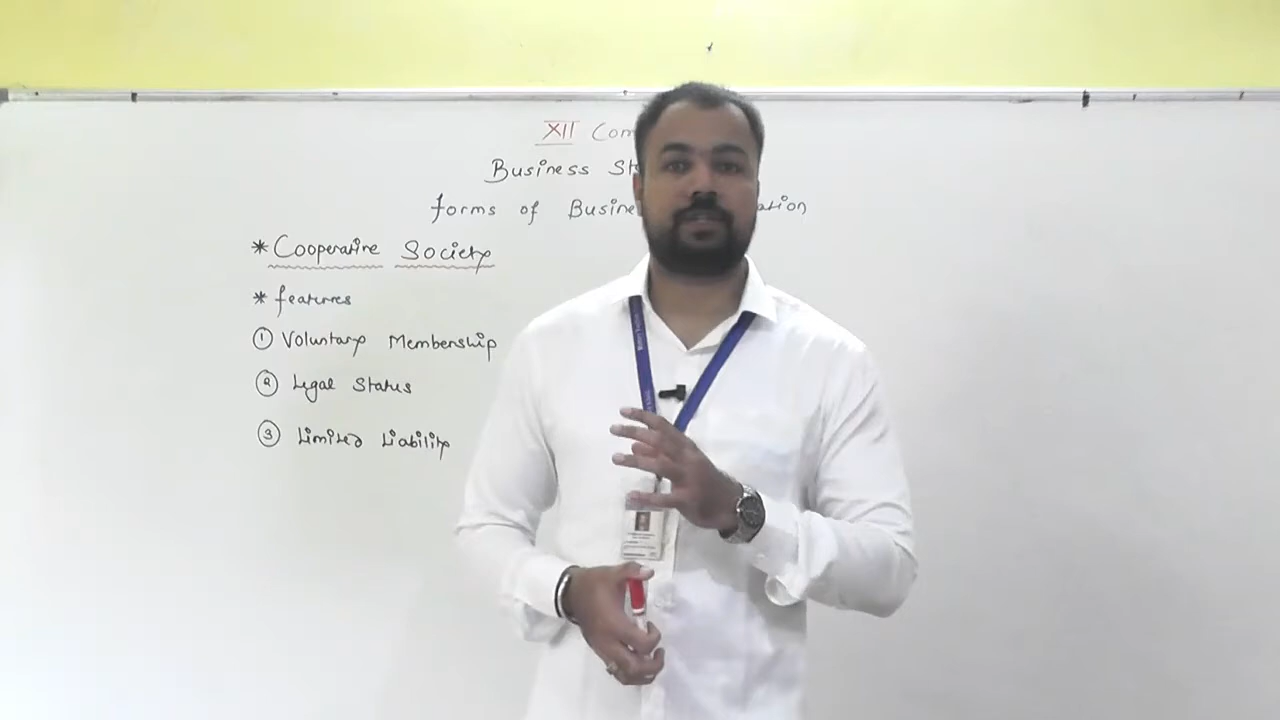 XII Com
Business St
forms of Busine ation
* Cooperative Society
* features
① Voluntary Membership
② Legal Status
③ Limited Liability